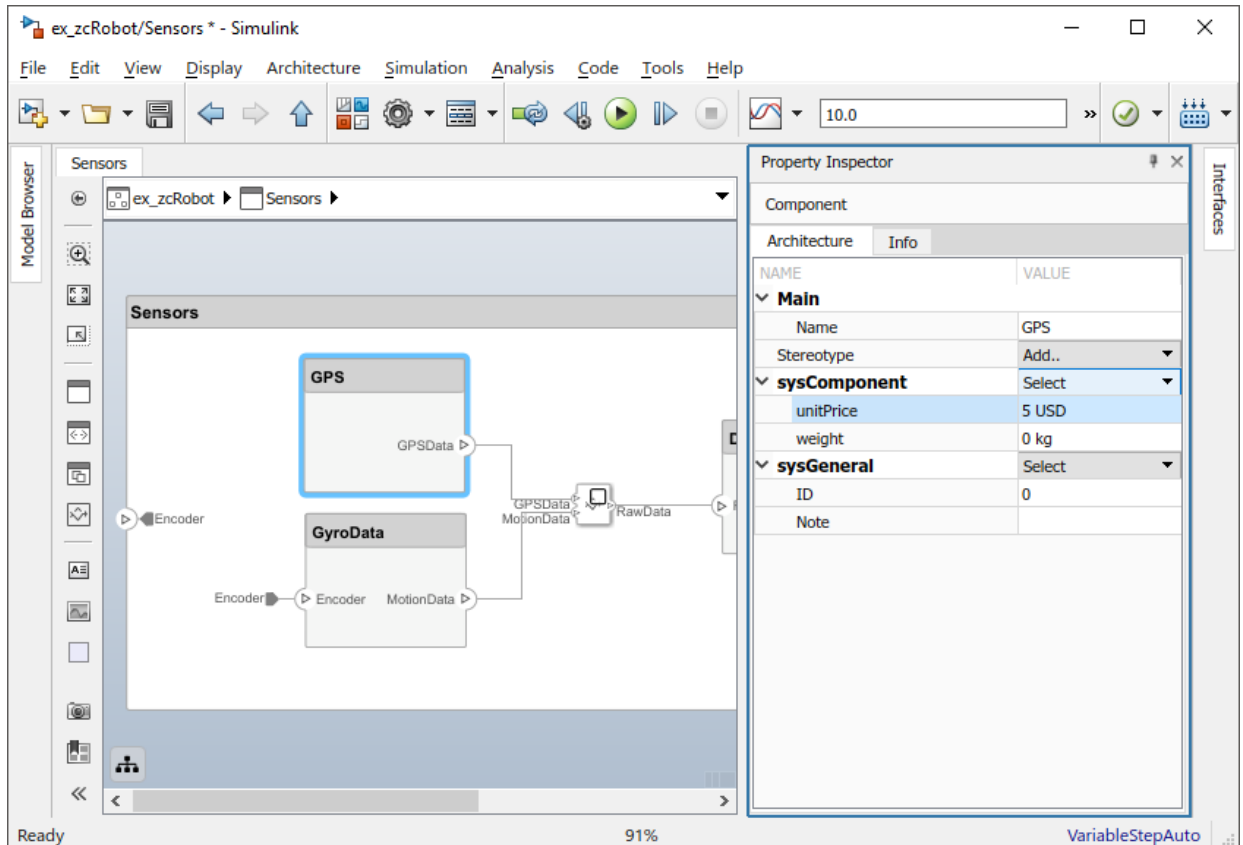 ex_zcRobot/Sensors * - Simulink
File Edit View Display Architecture Simulation Analysis Code Tools Help
10.0 »
Model Browser
Sensors
ex_zcRobot Sensors
Sensors
GPS
GPSData
GPSData
MotionData
RawData
Encoder
GyroData
Encoder
Encoder MotionData
Property Inspector
Component
Architecture Info
NAME VALUE
Main
Name GPS
Stereotype Add..
sysComponent Select
unitPrice 5 USD
weight 0 kg
sysGeneral Select
ID 0
Note
Interfaces
Ready 91% VariableStepAuto